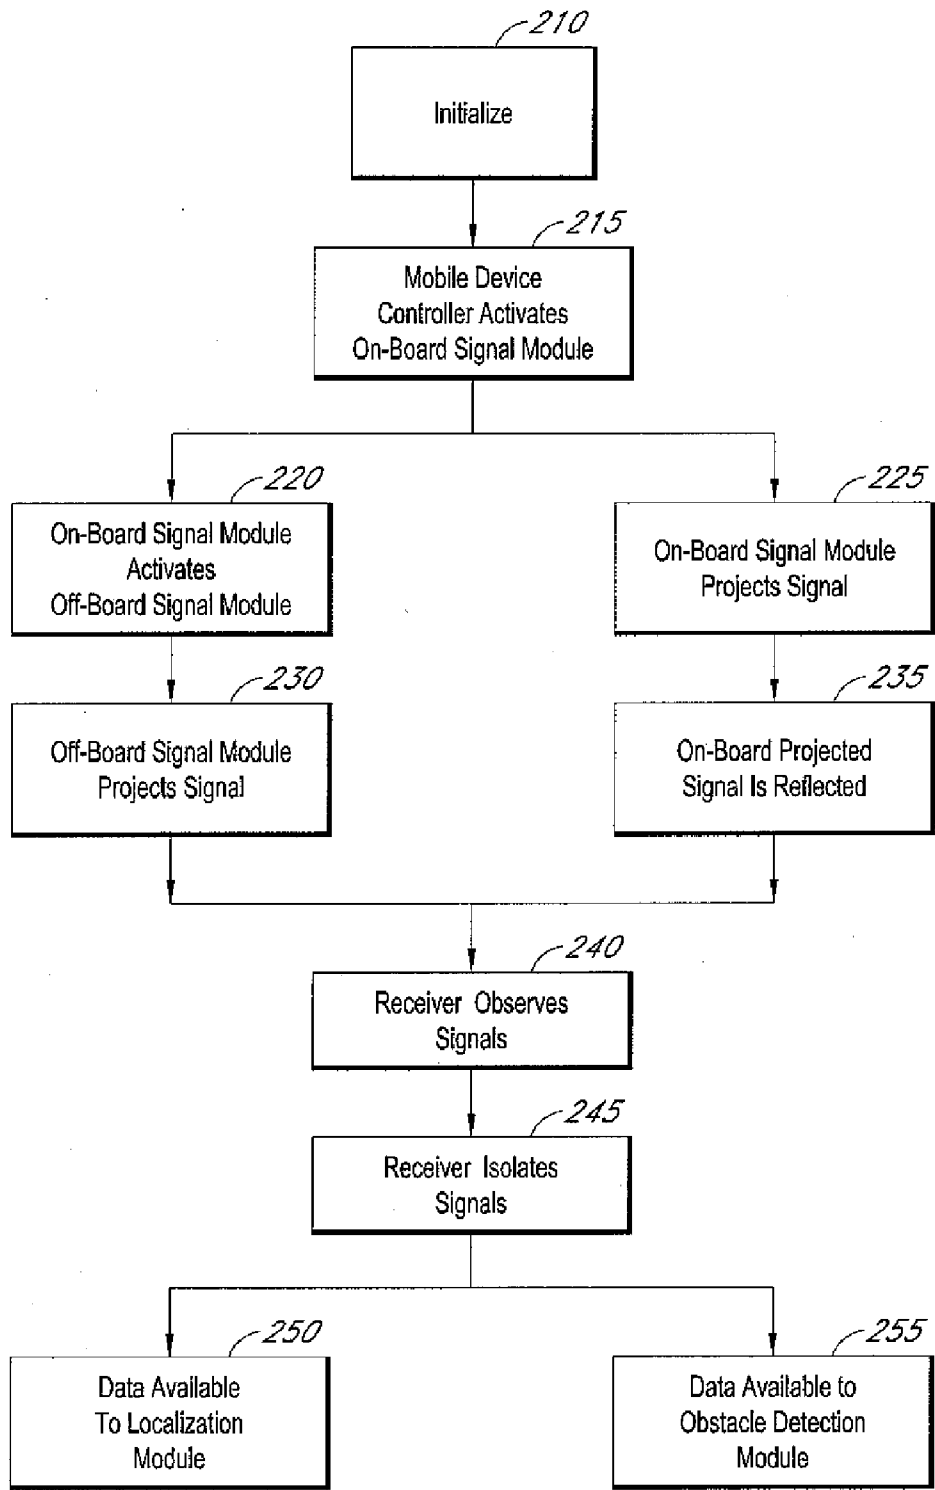 210
Initialize
215
Mobile Device
Controller Activates
On-Board Signal Module
220
On-Board Signal Module
Activates
Off-Board Signal Module
225
On-Board Signal Module
Projects Signal
230
Off-Board Signal Module
Projects Signal
235
On-Board Projected
Signal Is Reflected
240
Receiver Observes
Signals
245
Receiver Isolates
Signals
250
Data Available
To Localization
Module
255
Data Available to
Obstacle Detection
Module